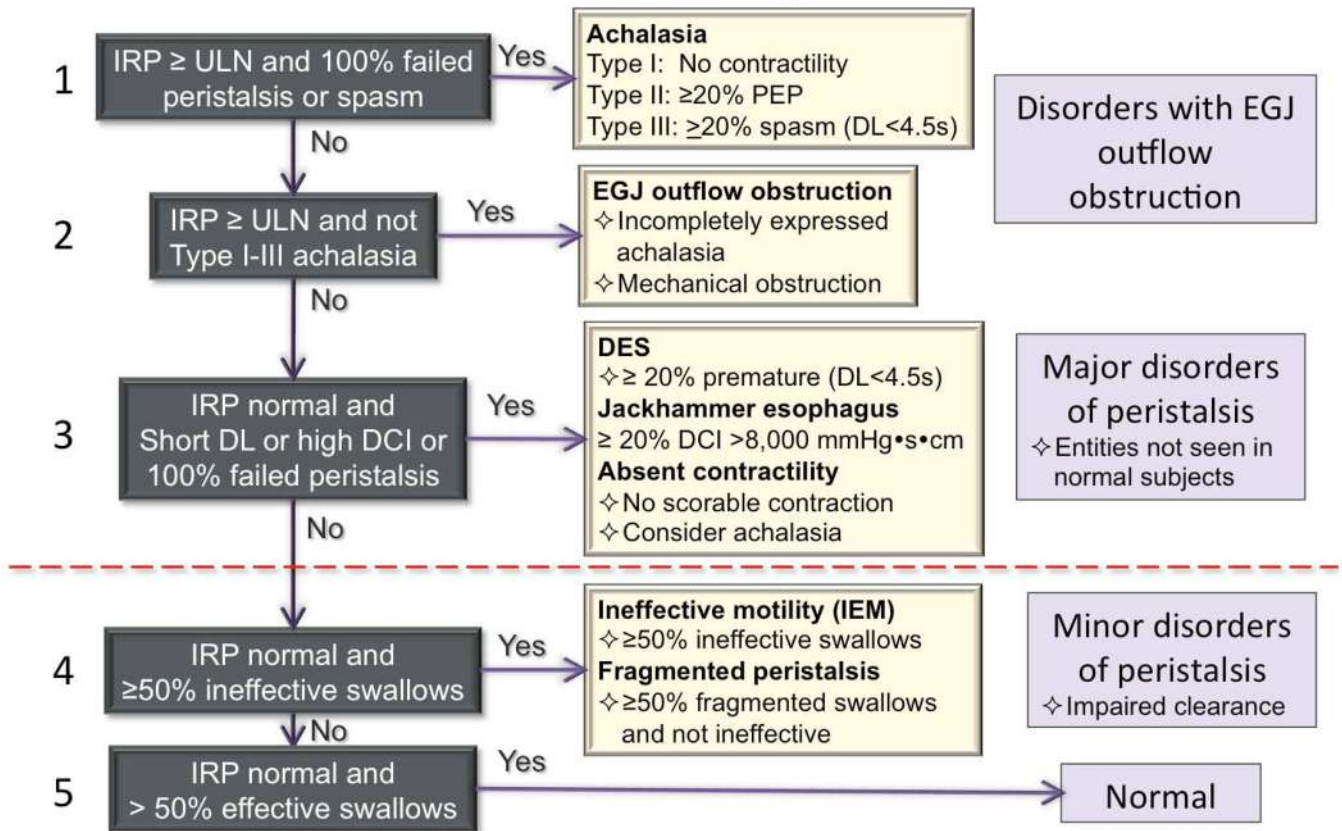 1
IRP ≥ ULN and 100% failed
peristalsis or spasm
Yes
Achalasia
Type I: No contractility
Type II: ≥20% PEP
Type III: ≥20% spasm (DL<4.5s)
Disorders with EGJ
outflow
obstruction
No
2
IRP ≥ ULN and not
Type I-III achalasia
Yes
EGJ outflow obstruction
✧Incompletely expressed
achalasia
✧Mechanical obstruction
No
3
IRP normal and
Short DL or high DCI or
100% failed peristalsis
Yes
DES
✧≥ 20% premature (DL<4.5s)
Jackhammer esophagus
≥ 20% DCI >8,000 mmHg•s•cm
Absent contractility
✧No scorable contraction
✧Consider achalasia
Major disorders
of peristalsis
✧Entities not seen in
normal subjects
No
4
IRP normal and
≥50% ineffective swallows
Yes
Ineffective motility (IEM)
✧≥50% ineffective swallows
Fragmented peristalsis
✧≥50% fragmented swallows
and not ineffective
Minor disorders
of peristalsis
✧Impaired clearance
No
5
IRP normal and
> 50% effective swallows
Yes
Normal